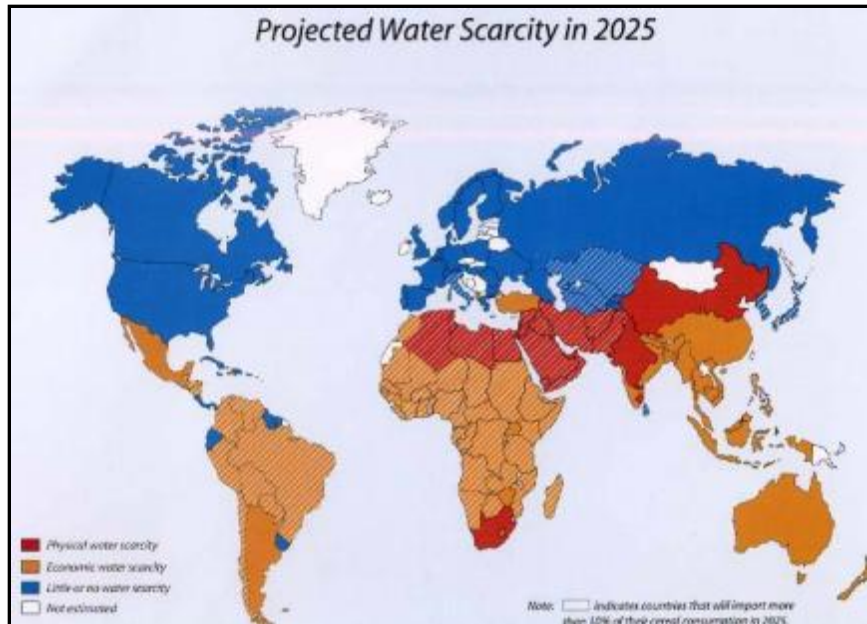 Projected Water Scarcity in 2025
Physical water scarcity
Economic water scarcity
Little or no water scarcity
Not estimated
Note: indicates countries that will import more
than 10% of their cereal consumption in 2025.